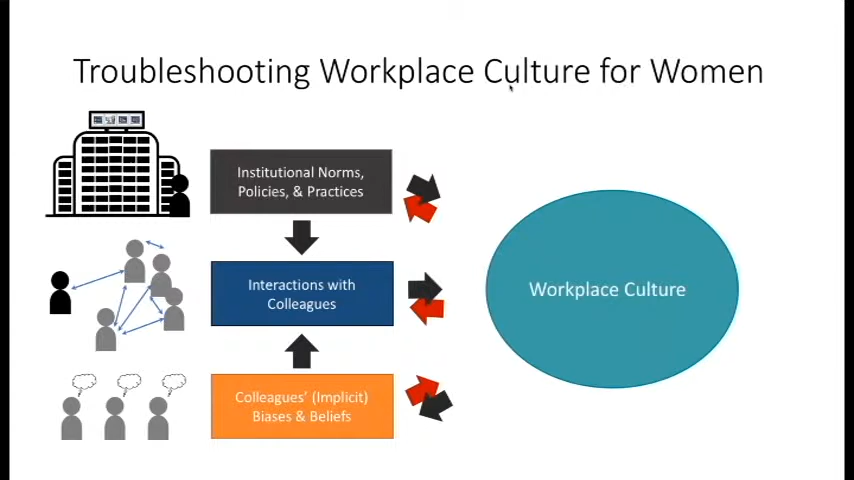 Troubleshooting Workplace Culture for Women
Institutional Norms,
Policies, & Practices
Interactions with
Colleagues
Workplace Culture
Colleagues' (Implicit)
Biases & Beliefs